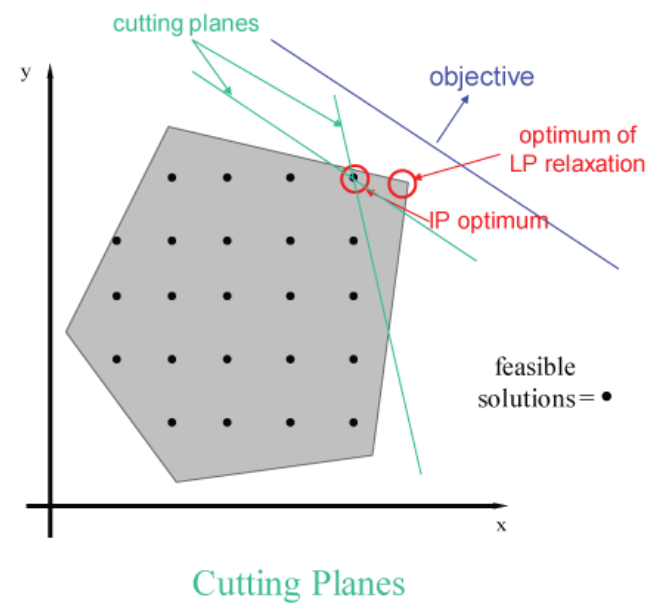 cutting planes
y
objective
optimum of
LP relaxation
IP optimum
feasible
solutions=
x
Cutting Planes